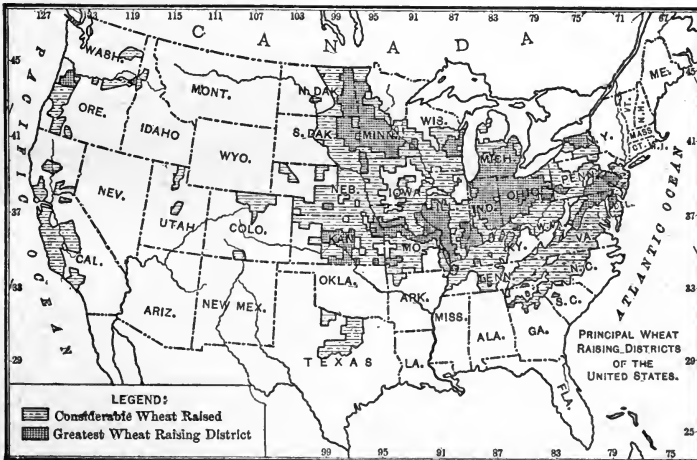 127 123 119 115 111 107 103 99 95 91 87 83 79 75 71 67
C A N A D A
PACIFIC OCEAN
ATLANTIC OCEAN
45
41
37
33
29
45
41
37
33
29
25
WASH.
ORE.
IDAHO
MONT.
WYO.
NEV.
UTAH
COLO.
CAL.
ARIZ.
NEW MEX.
N. DAK.
S. DAK.
MINN.
WIS.
NEB.
IOWA
KAN.
MO.
OKLA.
ARK.
TEXAS
LA.
MISS.
ALA.
GA.
FLA.
S.C.
N.C.
VA.
W.VA.
KY.
TENN.
IND.
OHIO
MICH.
PENN.
N.Y.
ME.
VT.
N.H.
MASS
CT.
R.I.
PRINCIPAL WHEAT
RAISING DISTRICTS
OF THE
UNITED STATES.
LEGEND:
Considerable Wheat Raised
Greatest Wheat Raising District
99 95 91 87 83 79 75